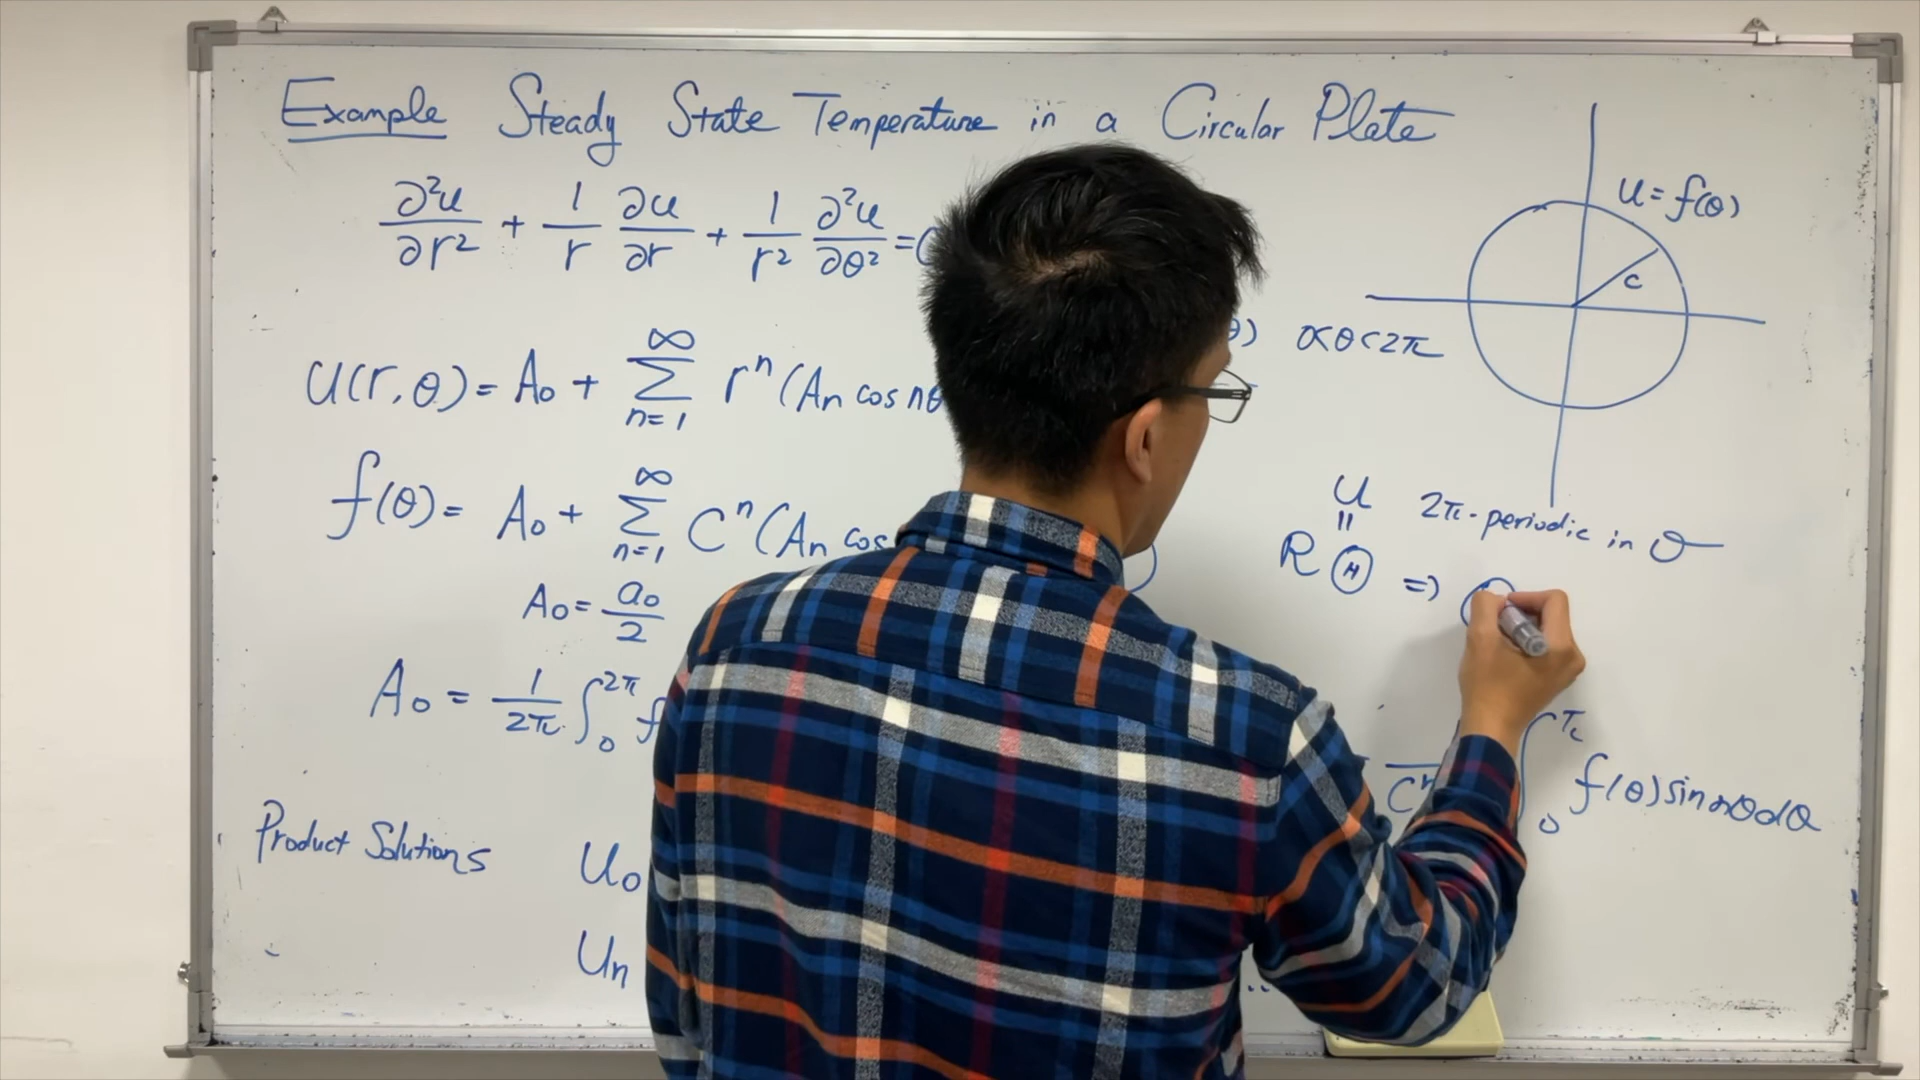 Example Steady State Temperature in a Circular Plate
∂²u/∂r² + 1/r ∂u/∂r + 1/r² ∂²u/∂θ² =
u = f(θ)
c
θ) 0<θ<2π
u(r,θ) = A₀ + ∑_{n=1}^{∞} rⁿ (Aₙ cos nθ
f(θ) = A₀ + ∑_{n=1}^{∞} Cⁿ (Aₙ cos
)
u 2π-periodic in θ
=
R Θ ⇒
A₀ = a₀/2
A₀ = 1/2π ∫₀^{2π} f
Cⁿ ∫₀^{π} f(θ) sin nθ dθ
Product Solutions u₀
uₙ